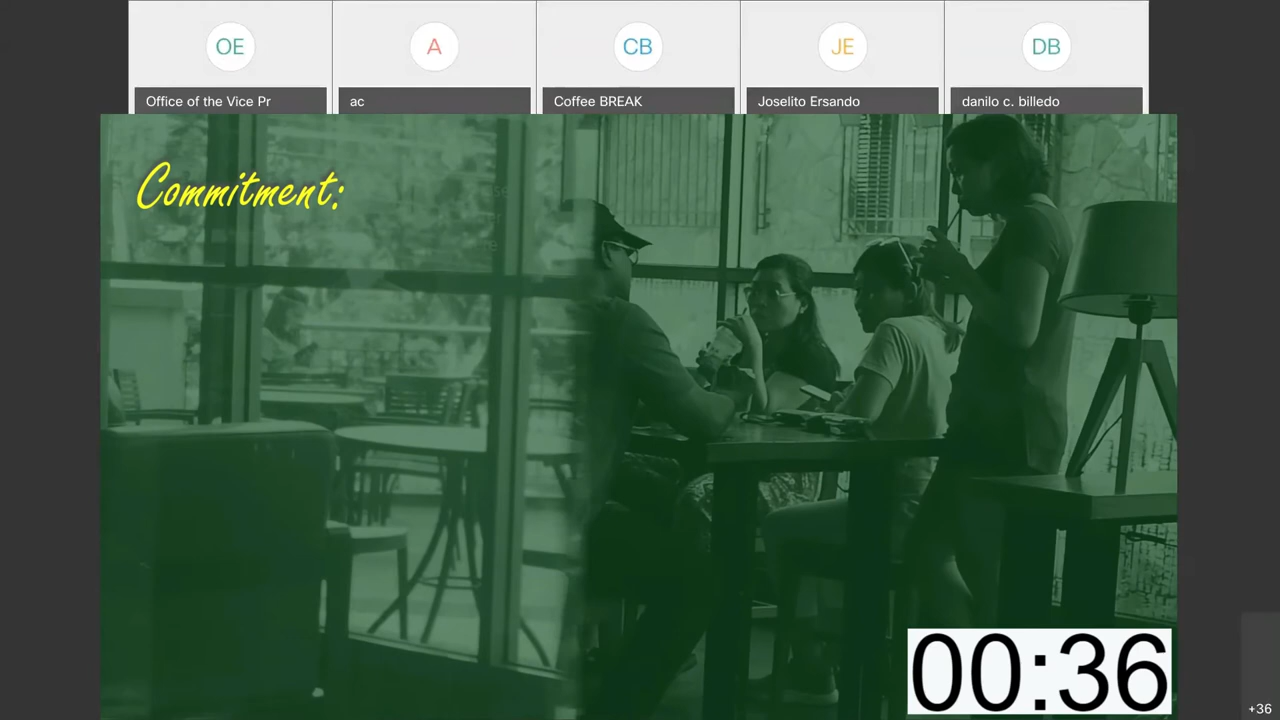 OE
A
CB
JE
DB
Office of the Vice Pr
ac
Coffee BREAK
Joselito Ersando
danilo c. billedo
Commitment:
00:36
+36